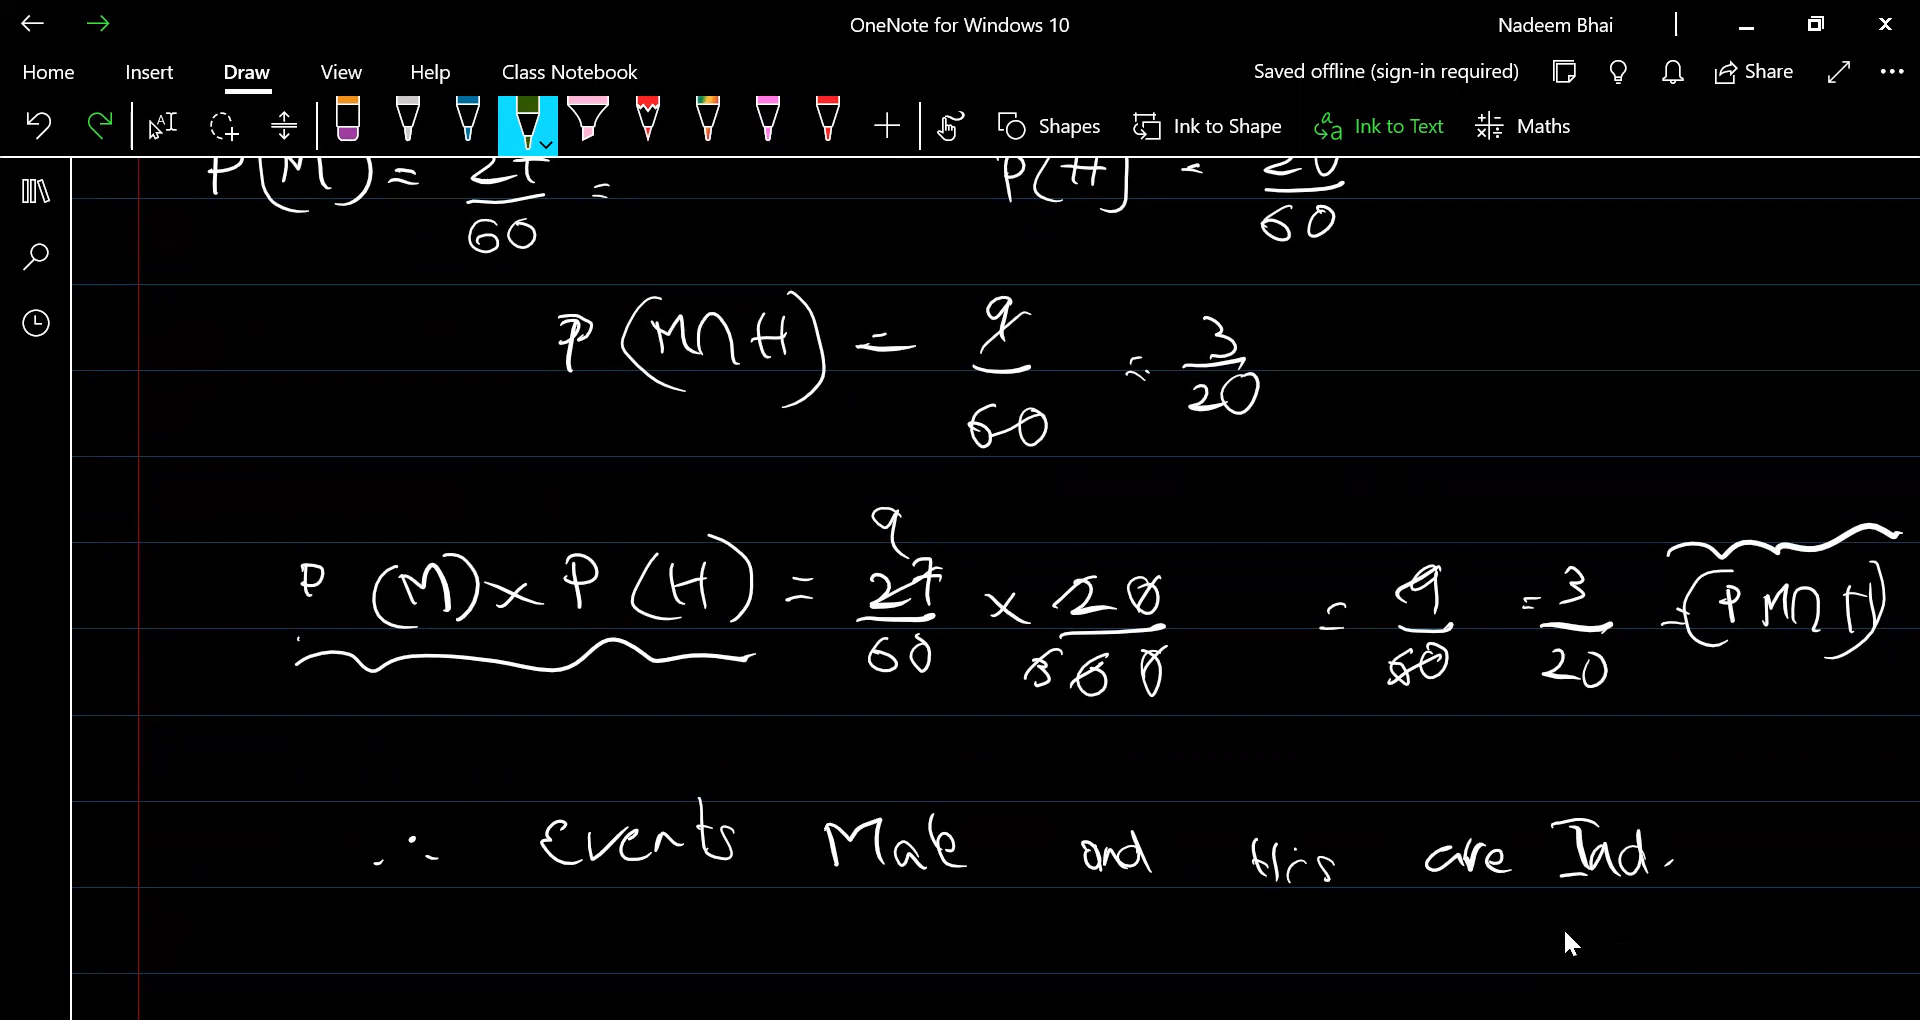 OneNote for Windows 10 Nadeem Bhai
Home Insert Draw View Help Class Notebook Saved offline (sign-in required) Share
Shapes Ink to Shape Ink to Text Maths
P(M) = 27/60 = P(H) = 20/60
P(M∩H) = 9/60 = 3/20
P(M) × P(H) = 27/60 × 20/60 = 9/60 = 3/20 = (P M∩H)
∴ Events Male and His are Ind.